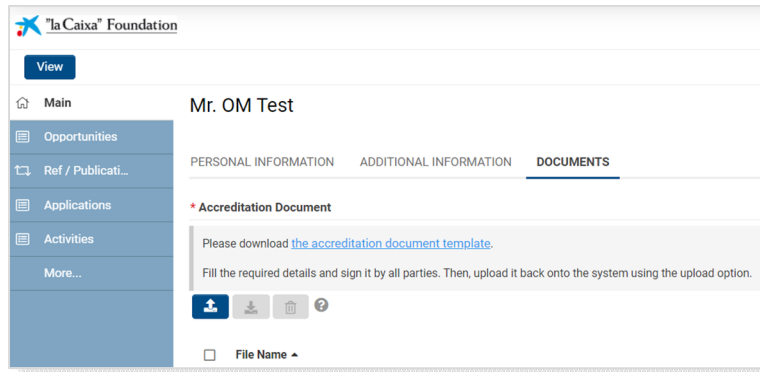 "la Caixa" Foundation
View
Main
Opportunities
Ref / Publicati...
Applications
Activities
More...
Mr. OM Test
PERSONAL INFORMATION ADDITIONAL INFORMATION DOCUMENTS
* Accreditation Document
Please download the accreditation document template.
Fill the required details and sign it by all parties. Then, upload it back onto the system using the upload option.
?
File Name